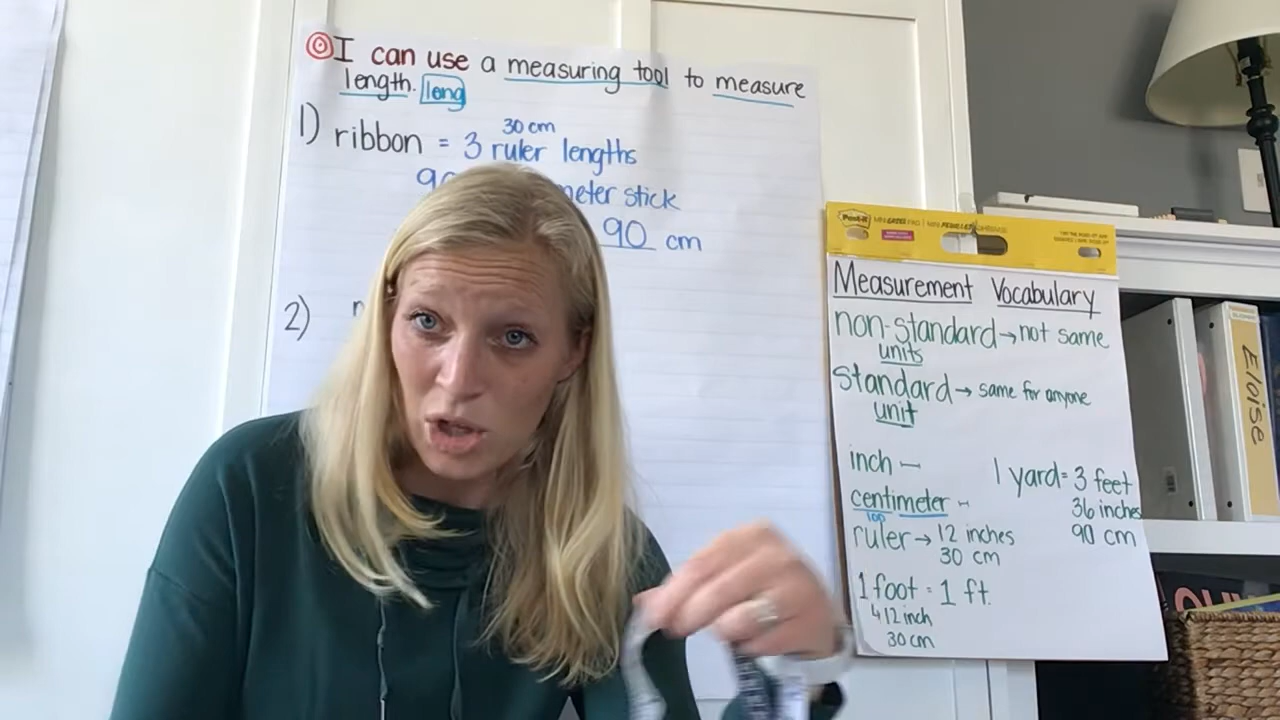 I can use a measuring tool to measure
length. long
1) ribbon = 3 ruler lengths
30 cm
meter stick
90 cm
2)
Post-it
Measurement Vocabulary
non-standard → not same
units
standard → same for anyone
unit
inch
centimeter
100
ruler → 12 inches
30 cm
1 foot = 1 ft.
12 inch
30 cm
1 yard = 3 feet
36 inches
90 cm
Eloise